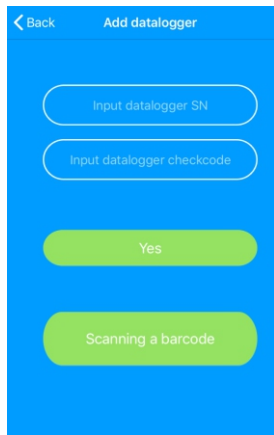 Back
Add datalogger
Input datalogger SN
Input datalogger checkcode
Yes
Scanning a barcode